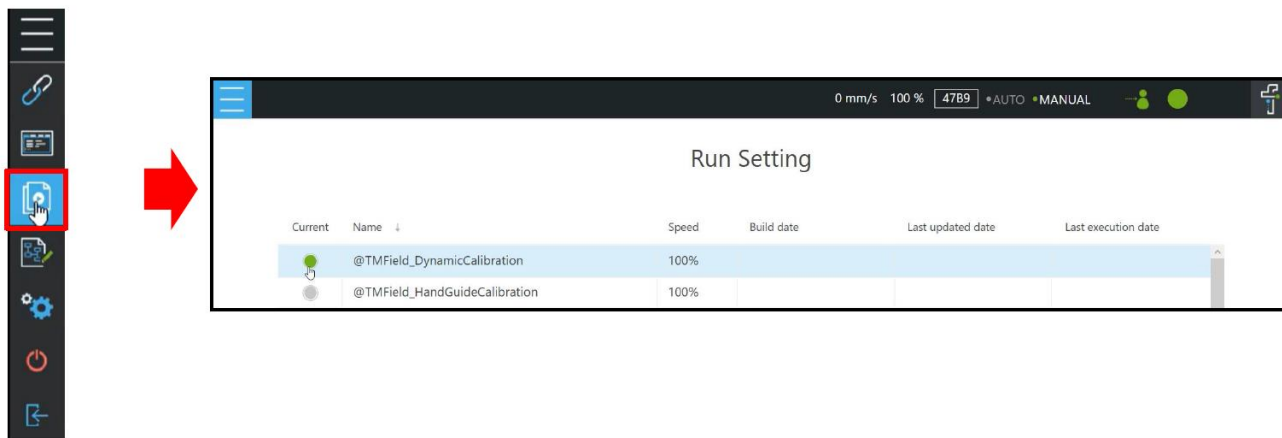 0 mm/s 100 % 47B9 AUTO MANUAL
Run Setting
Current Name ↓ Speed Build date Last updated date Last execution date
@TMField_DynamicCalibration 100%
@TMField_HandGuideCalibration 100%